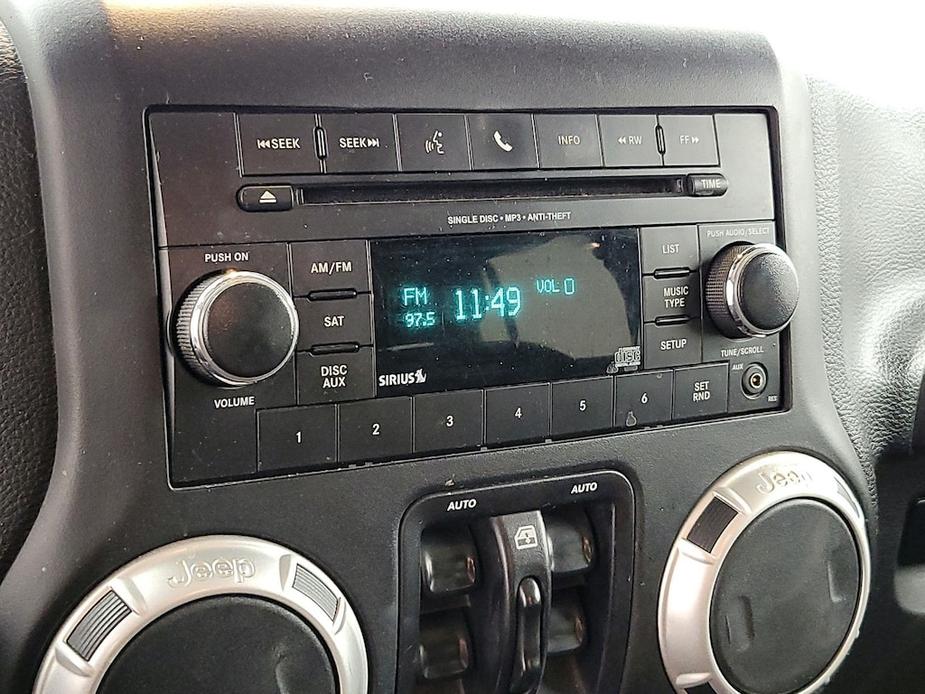 SEEK
SEEK
INFO
RW
FF
TIME
SINGLE DISC • MP3 • ANTI-THEFT
PUSH ON
VOLUME
AM/FM
SAT
DISC
AUX
FM
97.5
11:49
VOL 0
SIRIUS
disc
LIST
MUSIC
TYPE
SETUP
PUSH AUDIO/SELECT
TUNE/SCROLL
AUX
1
2
3
4
5
6
SET
RND
AUTO
AUTO
Jeep
Jeep